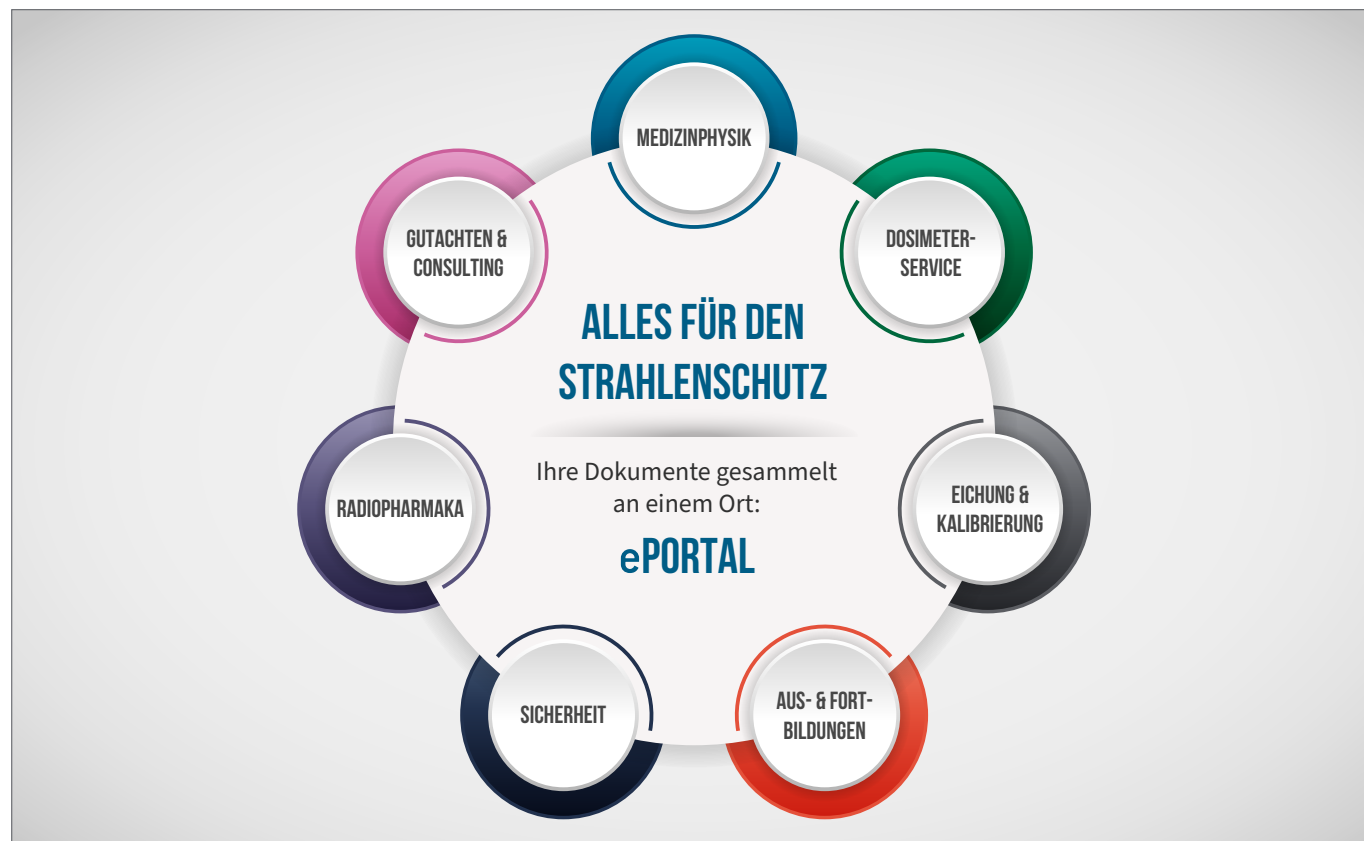 MEDIZINPHYSIK
GUTACHTEN &
CONSULTING
DOSIMETER-
SERVICE
ALLES FÜR DEN
STRAHLENSCHUTZ
Ihre Dokumente gesammelt
an einem Ort:
ePORTAL
RADIOPHARMAKA
EICHUNG &
KALIBRIERUNG
SICHERHEIT
AUS- & FORT-
BILDUNGEN